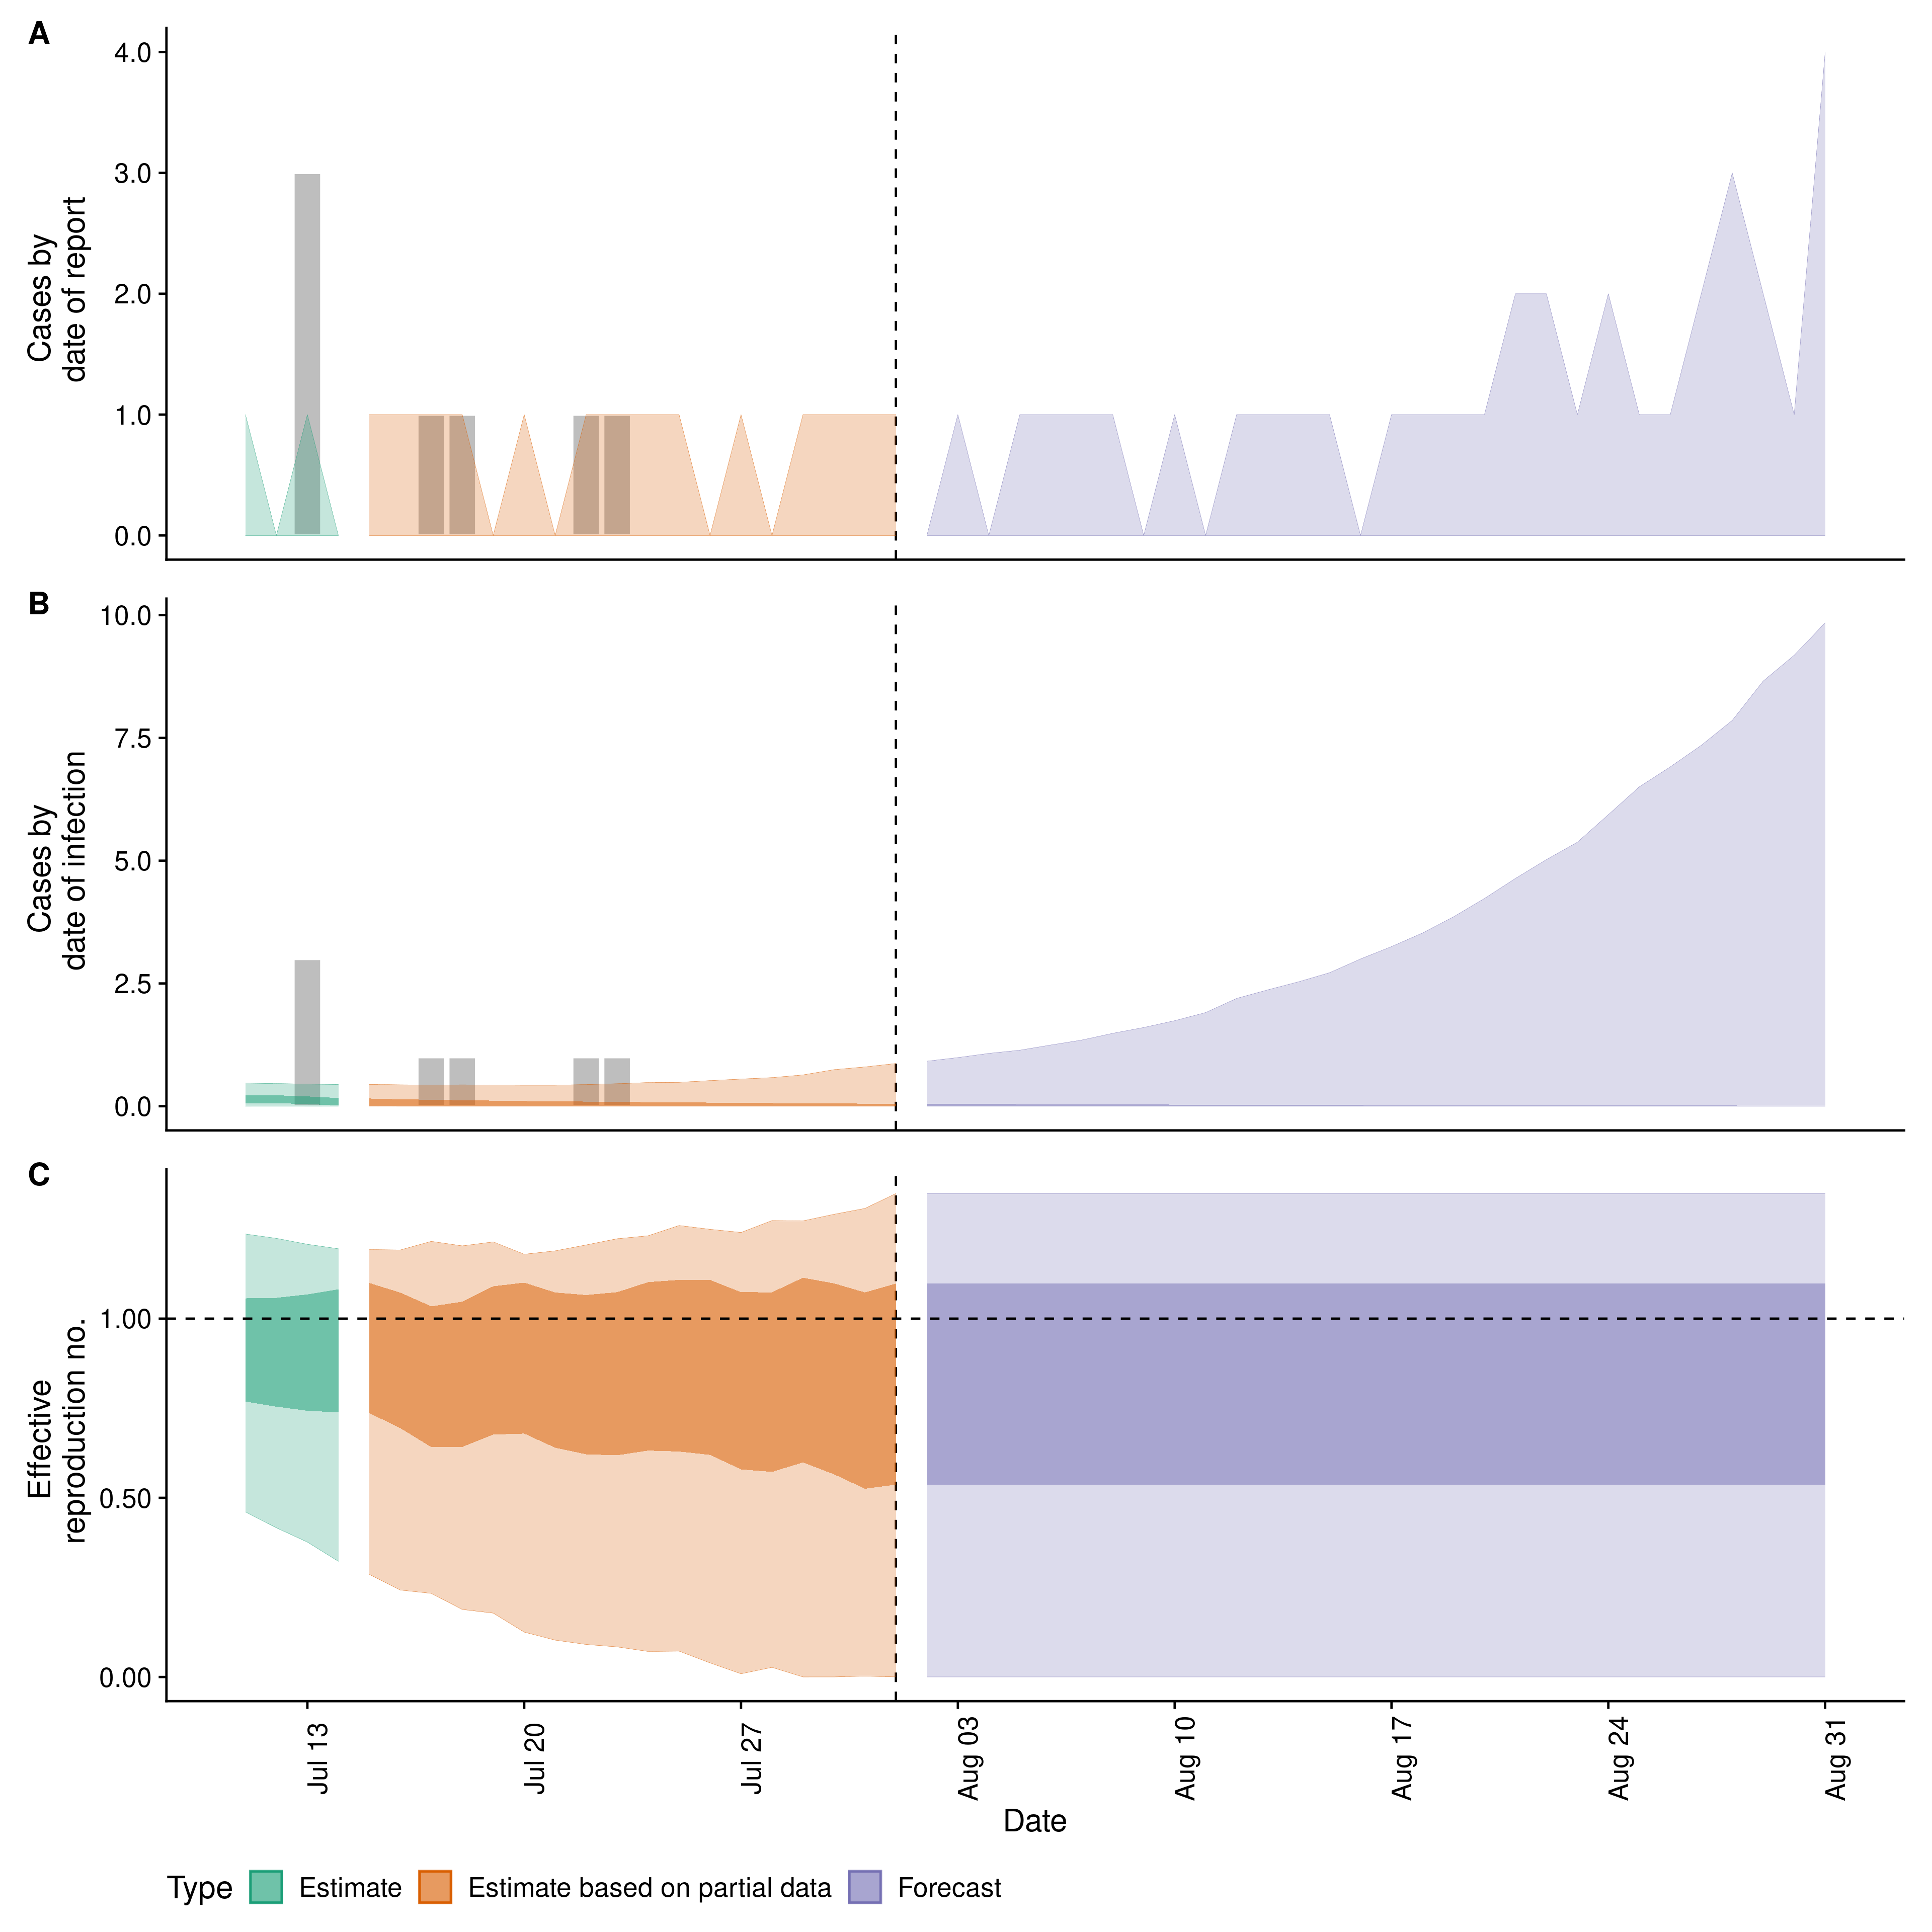 A
Cases by
date of report
4.0
3.0
2.0
1.0
0.0
B
Cases by
date of infection
10.0
7.5
5.0
2.5
0.0
C
Effective
reproduction no.
1.00
0.50
0.00
Jul 13
Jul 20
Jul 27
Aug 03
Aug 10
Aug 17
Aug 24
Aug 31
Date
Type Estimate Estimate based on partial data Forecast